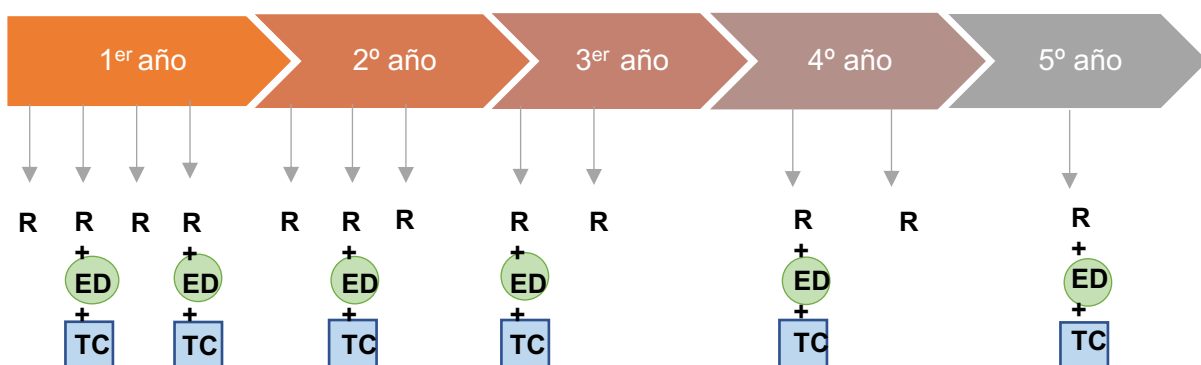 1er año 2º año 3er año 4º año 5º año
R R R R R R R R R R R R
+ + + + + +
ED ED ED ED ED ED
+ + + + + +
TC TC TC TC TC TC